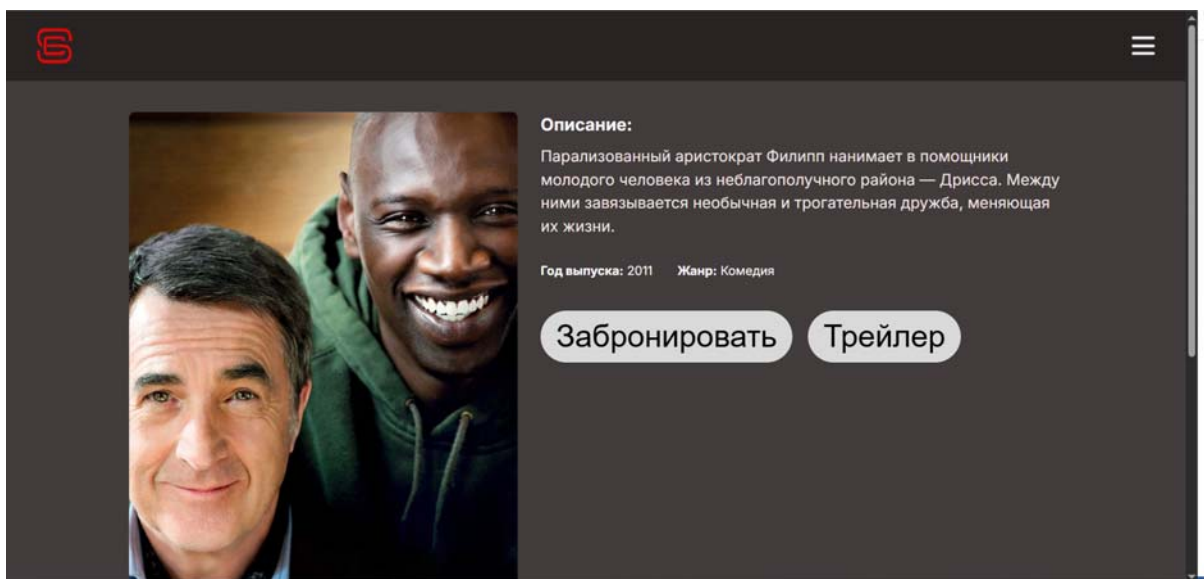 Описание:
Парализованный аристократ Филипп нанимает в помощники
молодого человека из неблагополучного района — Дрисса. Между
ними завязывается необычная и трогательная дружба, меняющая
их жизни.
Год выпуска: 2011 Жанр: Комедия
Забронировать Трейлер